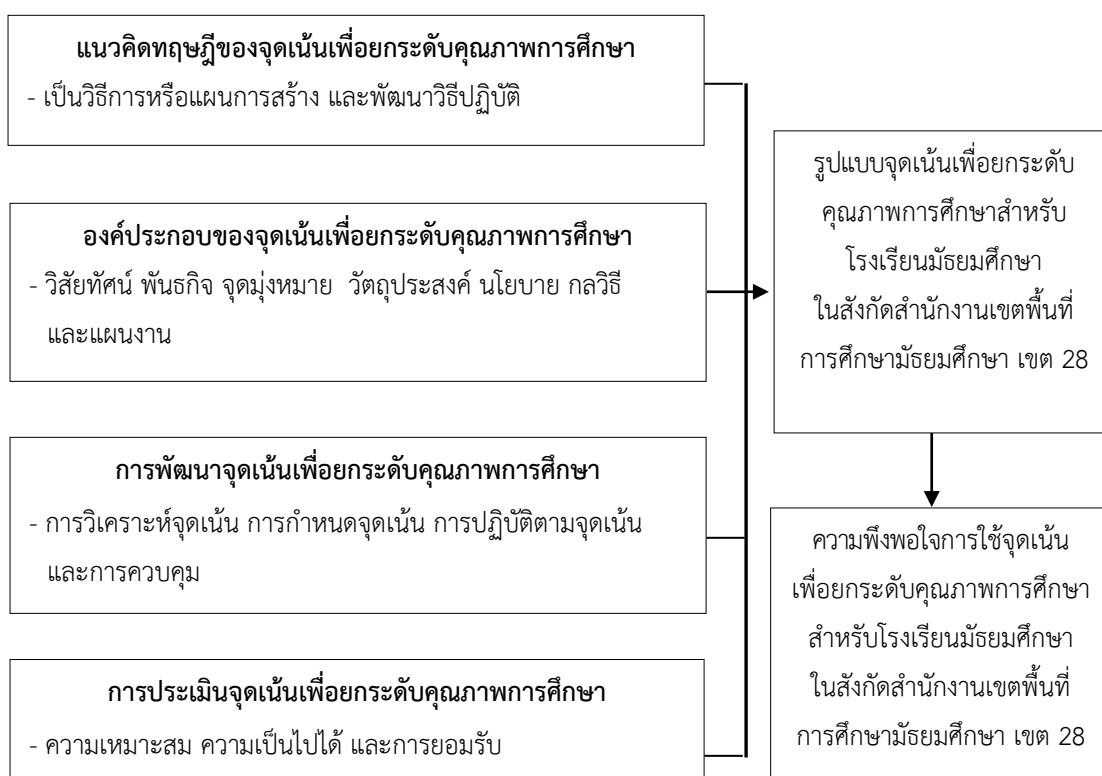 แนวคิดทฤษฎีของจุดเน้นเพื่อยกระดับคุณภาพการศึกษา
- เป็นวิธีการหรือแผนการสร้าง และพัฒนาวิธีปฏิบัติ
องค์ประกอบของจุดเน้นเพื่อยกระดับคุณภาพการศึกษา
- วิสัยทัศน์ พันธกิจ จุดมุ่งหมาย วัตถุประสงค์ นโยบาย กลวิธี
และแผนงาน
การพัฒนาจุดเน้นเพื่อยกระดับคุณภาพการศึกษา
- การวิเคราะห์จุดเน้น การกำหนดจุดเน้น การปฏิบัติตามจุดเน้น
และการควบคุม
การประเมินจุดเน้นเพื่อยกระดับคุณภาพการศึกษา
- ความเหมาะสม ความเป็นไปได้ และการยอมรับ
รูปแบบจุดเน้นเพื่อยกระดับ
คุณภาพการศึกษาสำหรับ
โรงเรียนมัธยมศึกษา
ในสังกัดสำนักงานเขตพื้นที่
การศึกษามัธยมศึกษา เขต 28
ความพึงพอใจการใช้จุดเน้น
เพื่อยกระดับคุณภาพการศึกษา
สำหรับโรงเรียนมัธยมศึกษา
ในสังกัดสำนักงานเขตพื้นที่
การศึกษามัธยมศึกษา เขต 28